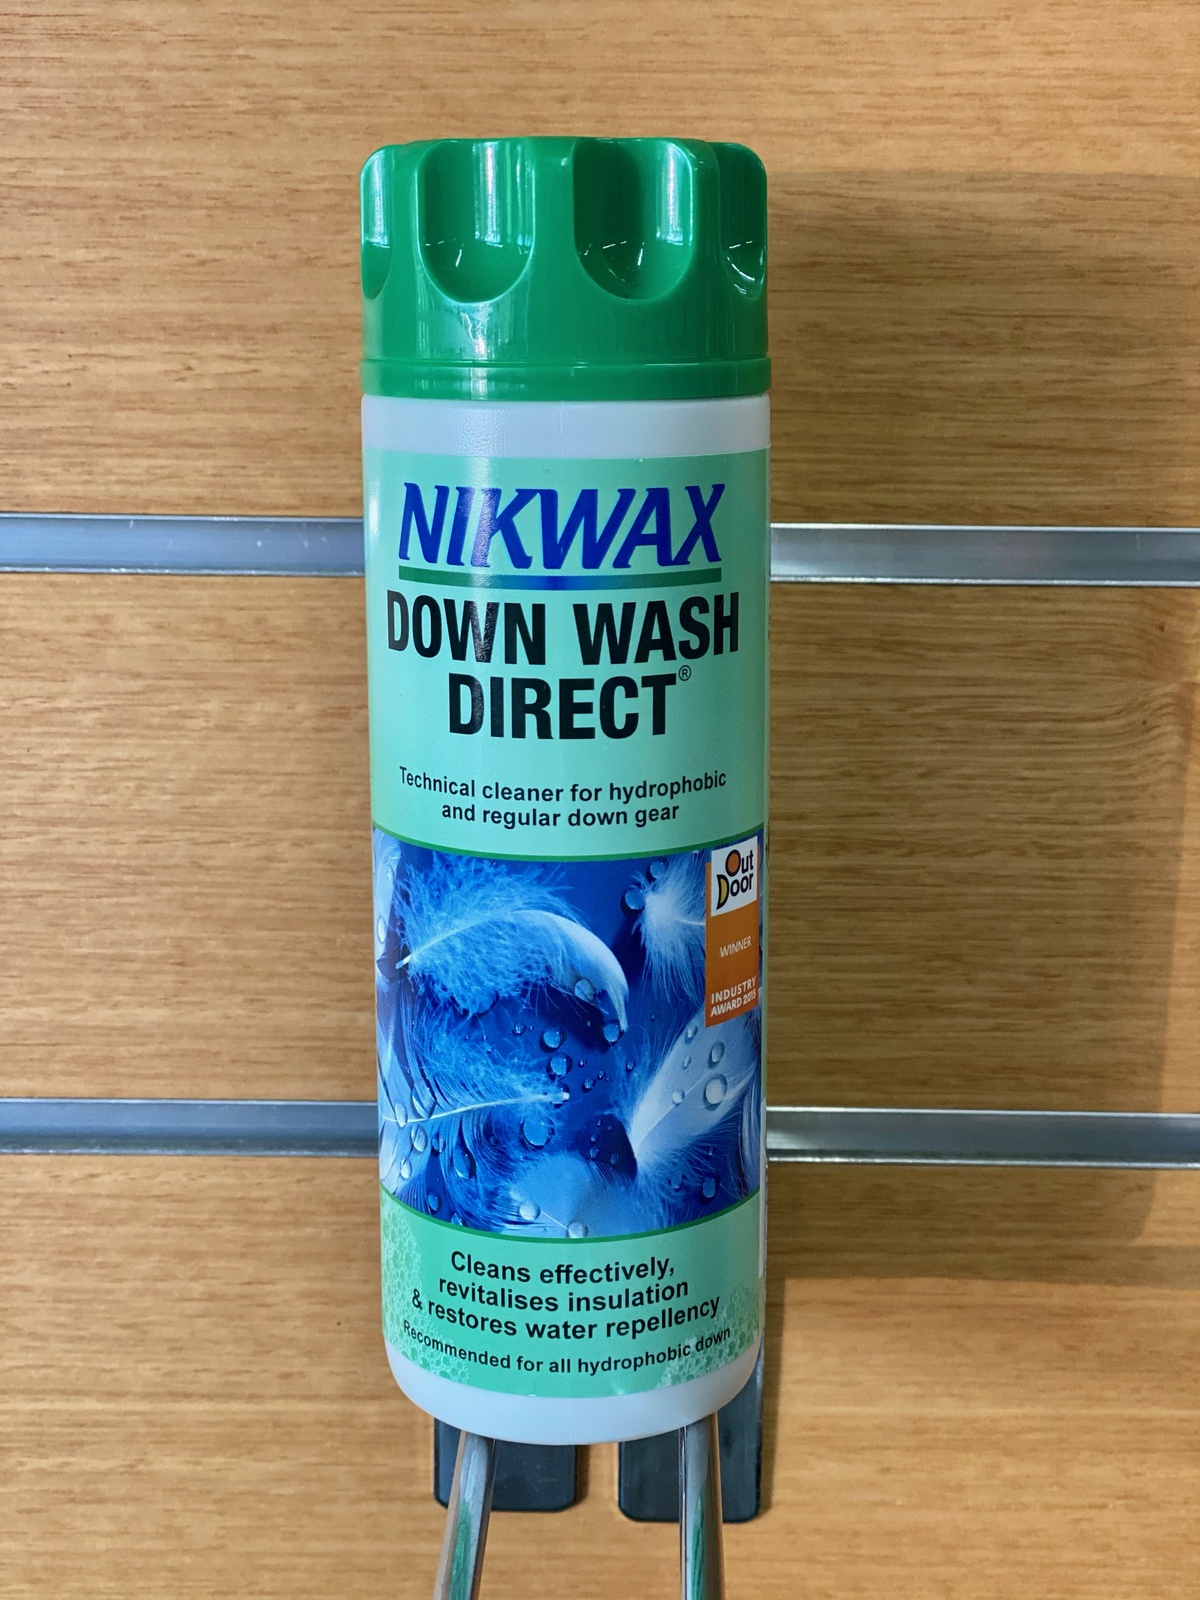 NIKWAX
DOWN WASH
DIRECT®
Technical cleaner for hydrophobic
and regular down gear
Out
Door
WINNER
INDUSTRY
AWARD 2015
Cleans effectively,
revitalises insulation
& restores water repellency
Recommended for all hydrophobic down